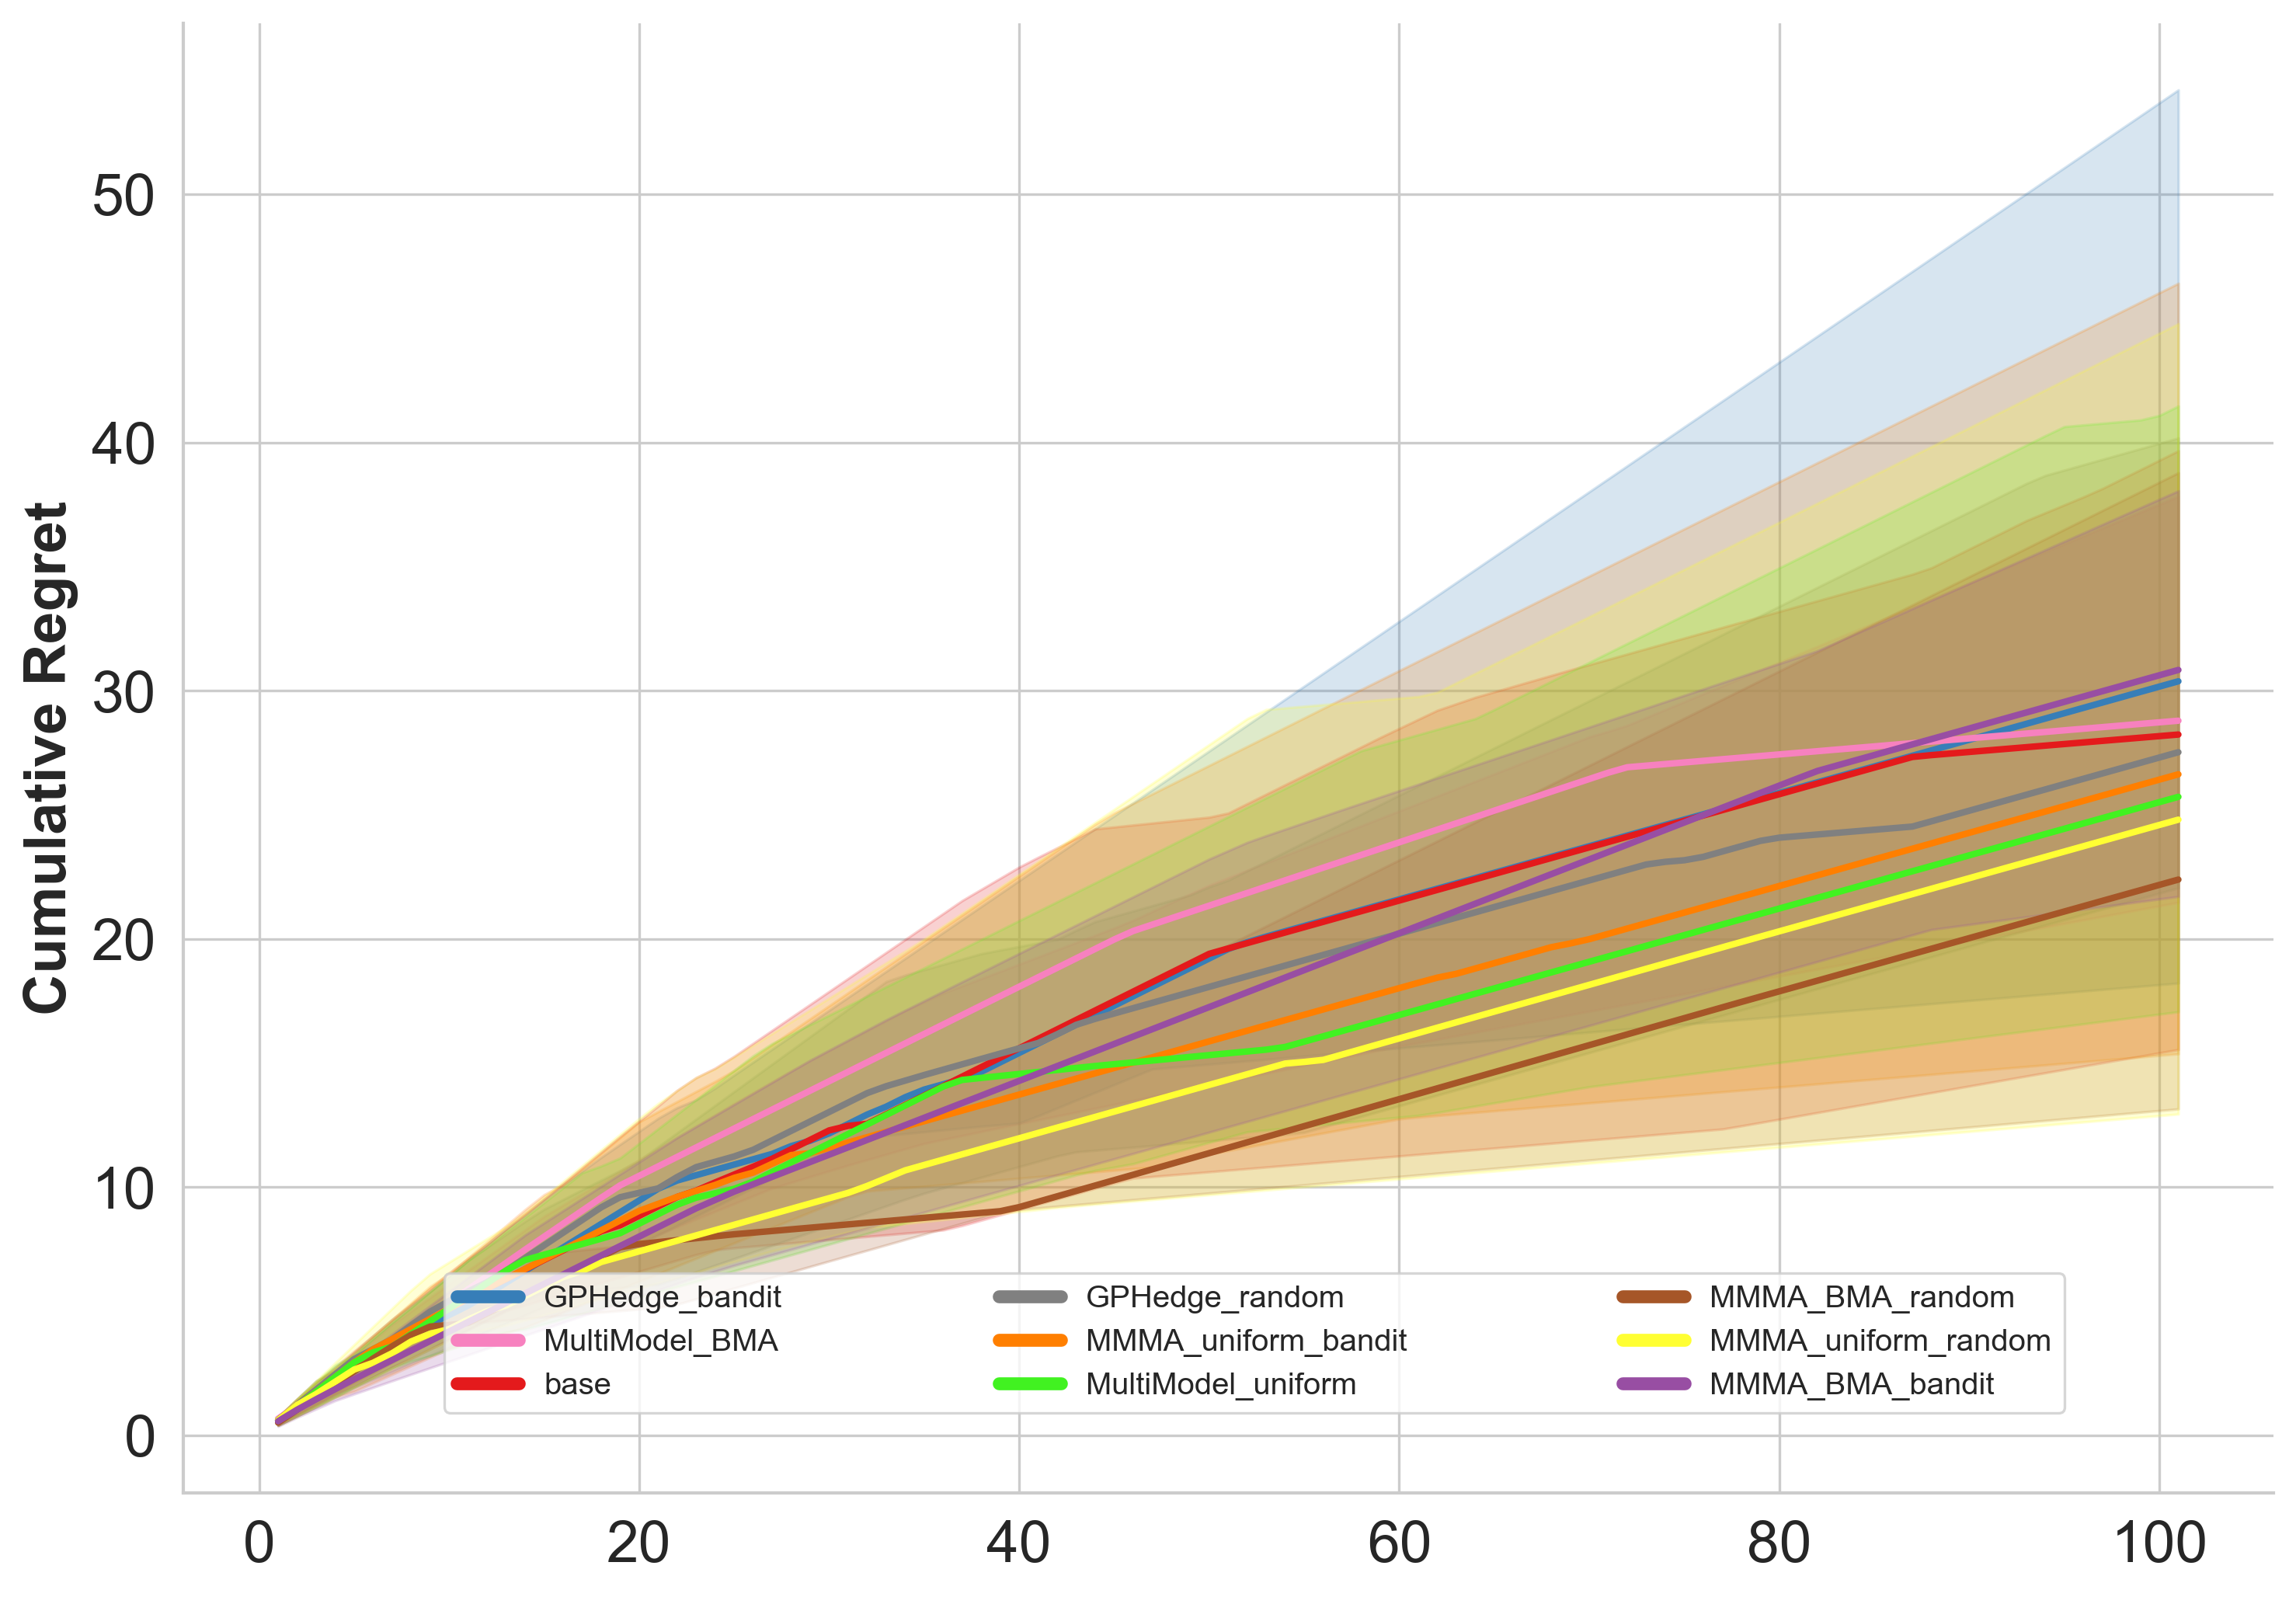 Cumulative Regret
50
40
30
20
10
0
GPHedge_bandit
MultiModel_BMA
base
GPHedge_random
MMMA_uniform_bandit
MultiModel_uniform
MMMA_BMA_random
MMMA_uniform_random
MMMA_BMA_bandit
0 20 40 60 80 100